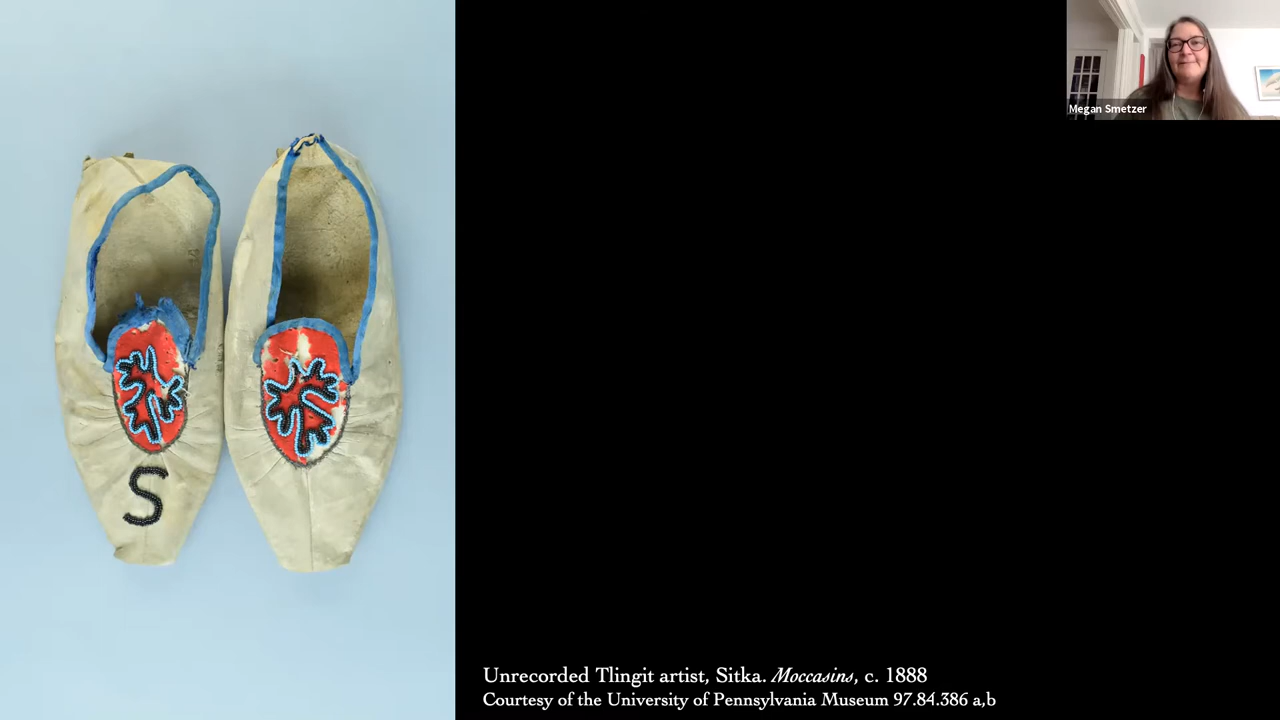 Megan Smetzer
S
Unrecorded Tlingit artist, Sitka. Moccasins, c. 1888
Courtesy of the University of Pennsylvania Museum 97.84.386 a,b